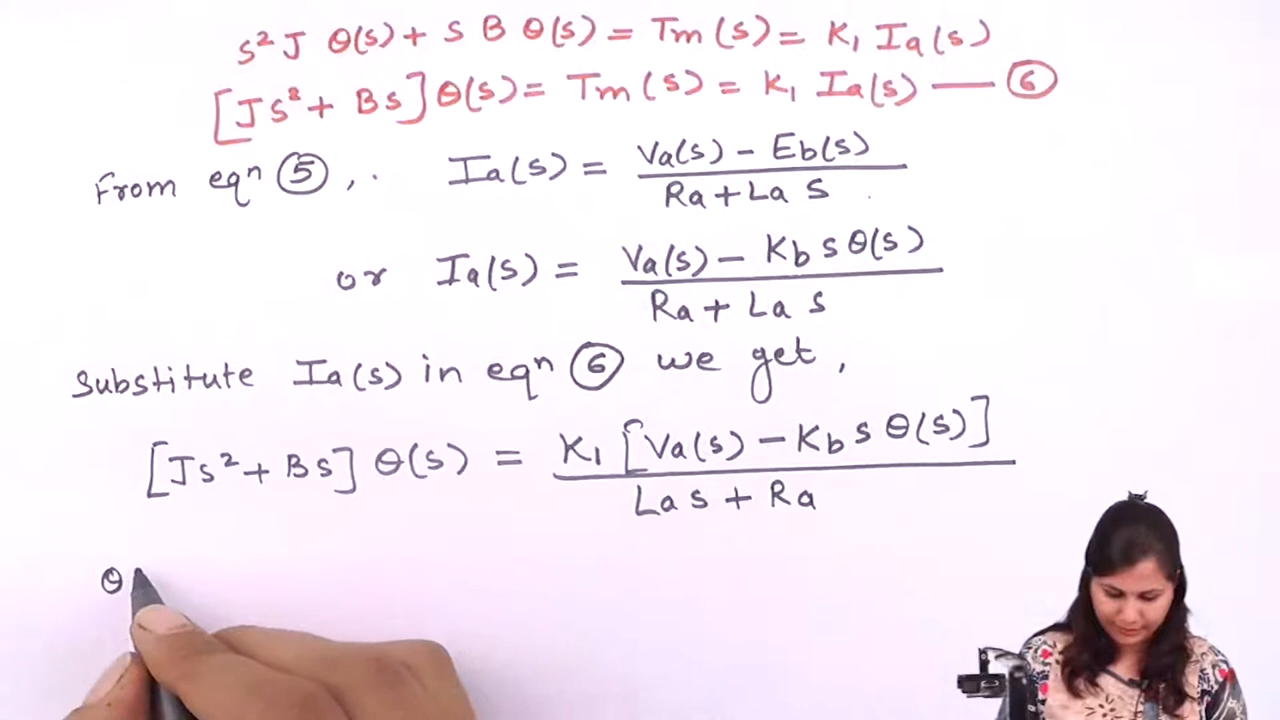 s² J θ(s) + s B θ(s) = Tm(s) = K₁ Ia(s)
[Js² + Bs] θ(s) = Tm(s) = K₁ Ia(s) — ⑥
From eqⁿ ⑤, . Ia(s) = Va(s) - Eb(s) / Ra + La s
or Ia(s) = Va(s) - Kb s θ(s) / Ra + La s
Substitute Ia(s) in eqⁿ ⑥ we get,
[Js² + Bs] θ(s) = K₁ [Va(s) - Kb s θ(s)] / La s + Ra
θ